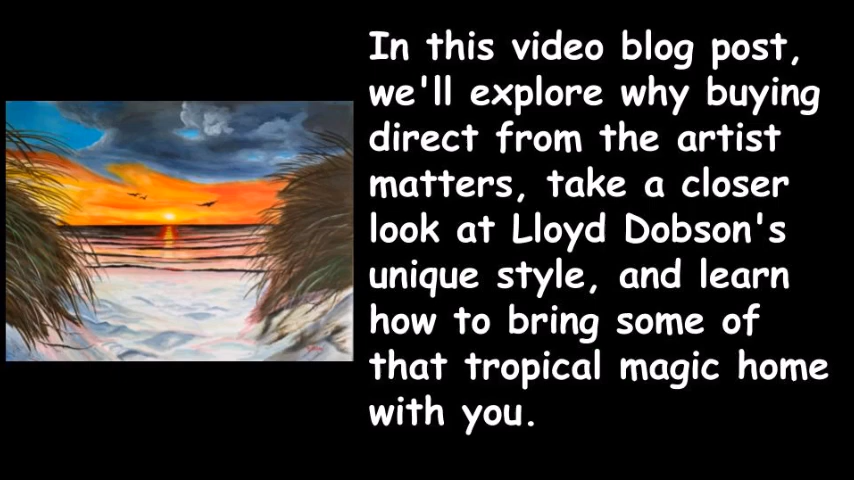 In this video blog post,
we'll explore why buying
direct from the artist
matters, take a closer
look at Lloyd Dobson's
unique style, and learn
how to bring some of
that tropical magic home
with you.